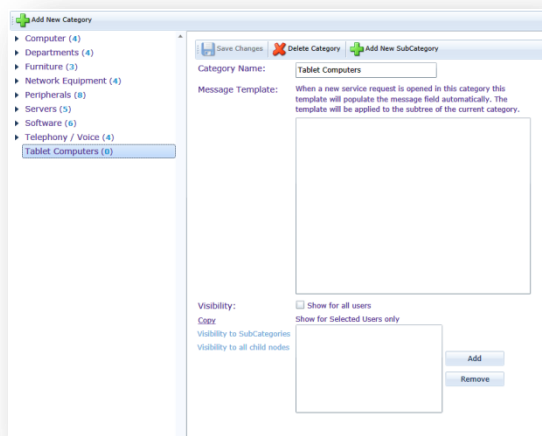 Add New Category
Computer (4)
Departments (4)
Furniture (3)
Network Equipment (4)
Peripherals (8)
Servers (5)
Software (6)
Telephony / Voice (4)
Tablet Computers (0)
Save Changes Delete Category Add New SubCategory
Category Name: Tablet Computers
Message Template: When a new service request is opened in this category this
template will populate the message field automatically. The
template will be applied to the subtree of the current category.
Visibility: Show for all users
Copy Show for Selected Users only
Visibility to SubCategories
Visibility to all child nodes
Add
Remove